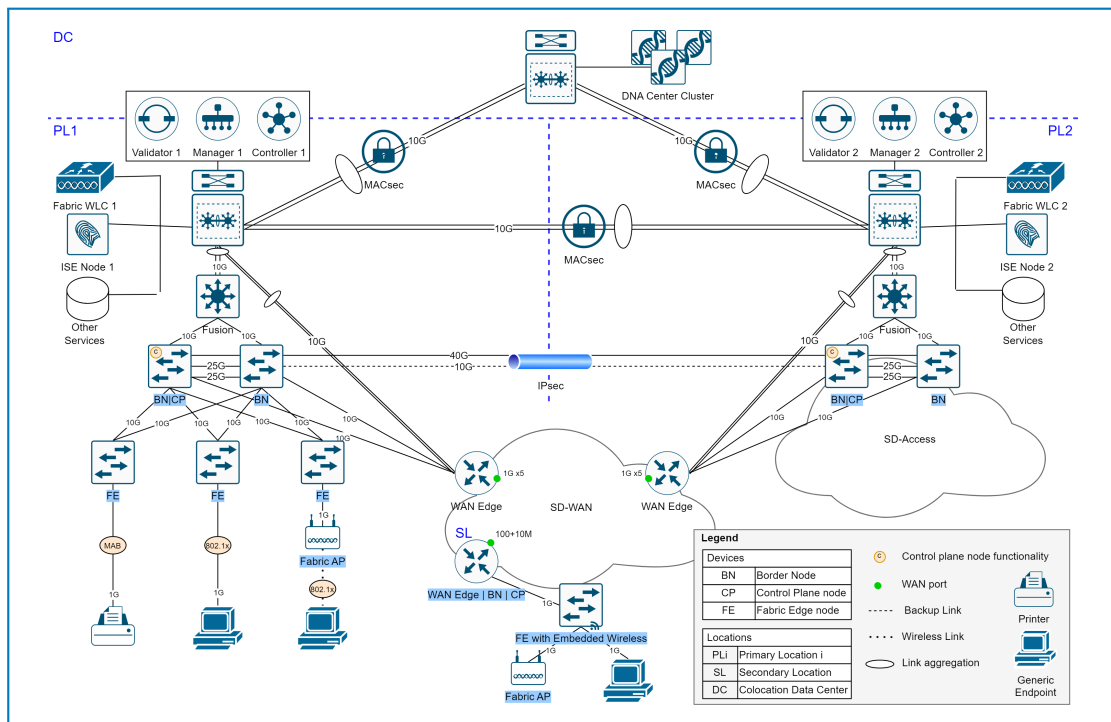 DC
DNA Center Cluster
PL1
PL2
Validator 1
Manager 1
Controller 1
Validator 2
Manager 2
Controller 2
10G
10G
MACsec
MACsec
Fabric WLC 1
Fabric WLC 2
10G
MACsec
ISE Node 1
ISE Node 2
10G
10G
Other
Services
Other
Services
Fusion
Fusion
10G
10G
10G
10G
10G
10G
C
C
40G
10G
25G
25G
25G
25G
IPsec
BN|CP
BN
BN|CP
BN
10G
10G
10G
10G
10G
10G
10G
10G
10G
SD-Access
FE
FE
FE
1G x5
1G x5
WAN Edge
WAN Edge
SD-WAN
1G
MAB
802.1x
Fabric AP
802.1x
1G
1G
1G
SL
100+10M
WAN Edge | BN | CP
1G
FE with Embedded Wireless
1G
1G
Fabric AP
Legend
Devices
BN Border Node
CP Control Plane node
FE Fabric Edge node
Locations
PLi Primary Location i
SL Secondary Location
DC Colocation Data Center
C Control plane node functionality
WAN port
Backup Link
Wireless Link
Link aggregation
Printer
Generic
Endpoint